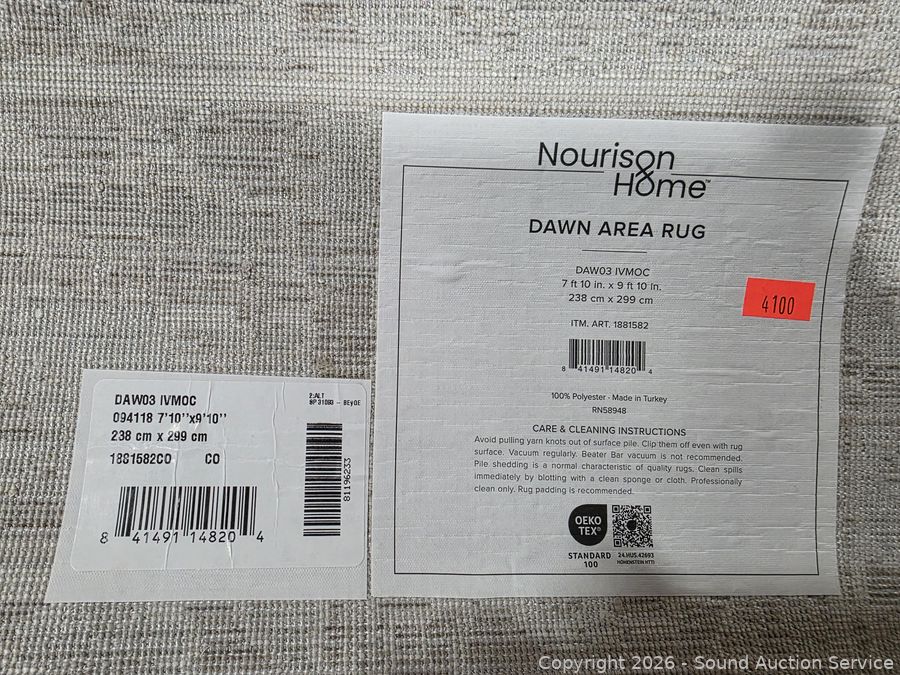 Nourison
& Home™
DAWN AREA RUG
DAW03 IVMOC
7 ft 10 in. x 9 ft 10 in.
238 cm x 299 cm
ITM. ART. 1881582
8 41491 14820 4
100% Polyester · Made in Turkey
RN58948
CARE & CLEANING INSTRUCTIONS
Avoid pulling yarn knots out of surface pile. Clip them off even with rug
surface. Vacuum regularly. Beater Bar vacuum is not recommended.
Pile shedding is a normal characteristic of quality rugs. Clean spills
immediately by blotting with a clean sponge or cloth. Professionally
clean only. Rug padding is recommended.
OEKO
TEX®
STANDARD
100
24.HUS.42693
HOHENSTEIN HTTI
4100
DAW03 IVMOC
094118 7'10''x9'10''
238 cm x 299 cm
1881582CO CO
8 41491 14820 4
81196233
Copyright 2026 - Sound Auction Service